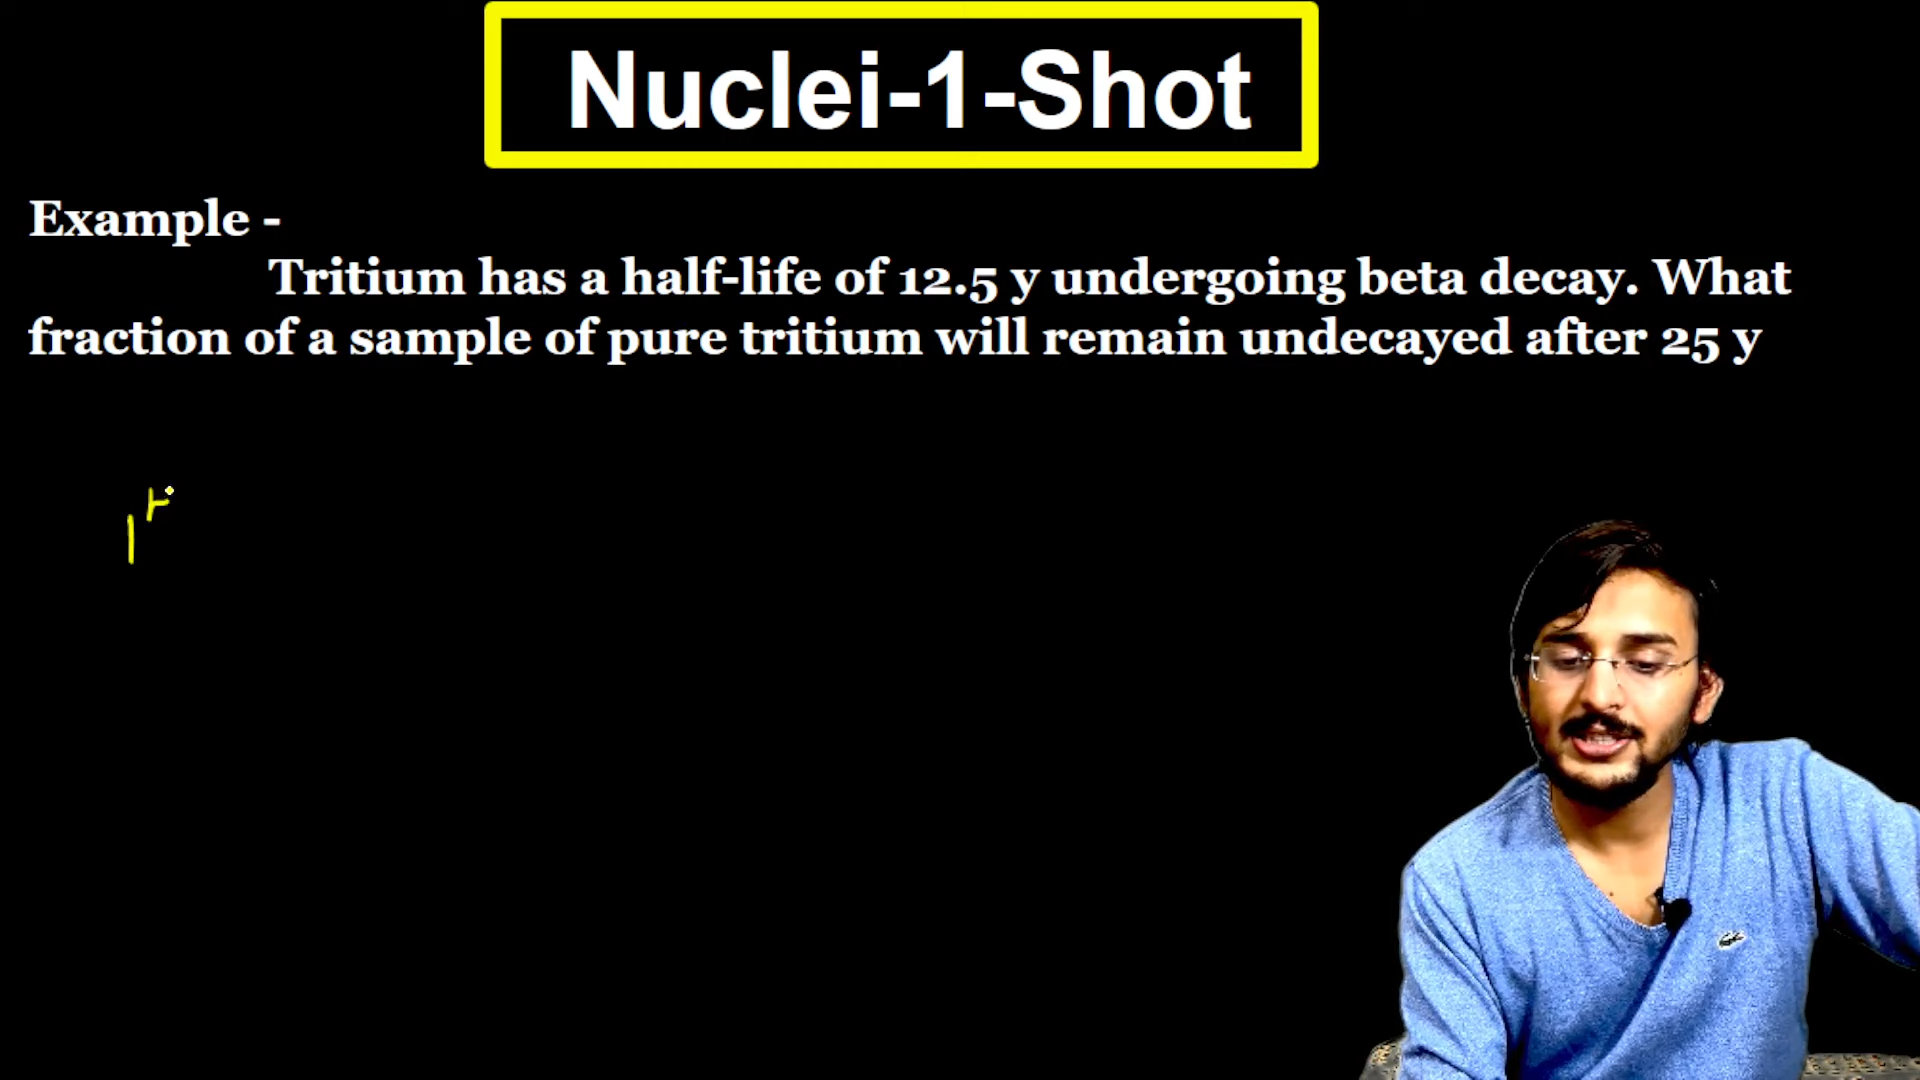 Nuclei-1-Shot
Example -
Tritium has a half-life of 12.5 y undergoing beta decay. What
fraction of a sample of pure tritium will remain undecayed after 25 y